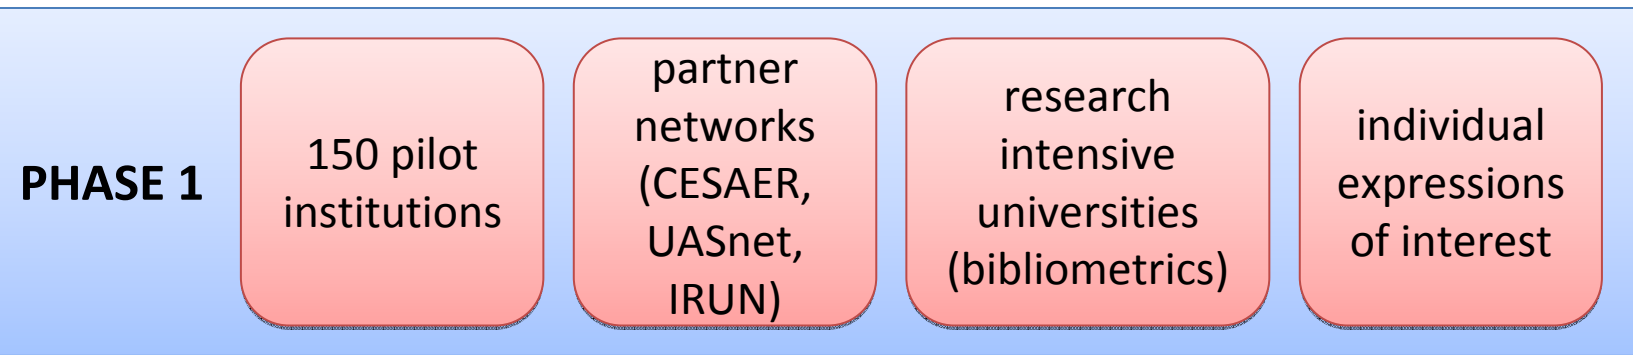 PHASE 1
150 pilot
institutions
partner
networks
(CESAER,
UASnet,
IRUN)
research
intensive
universities
(bibliometrics)
individual
expressions
of interest